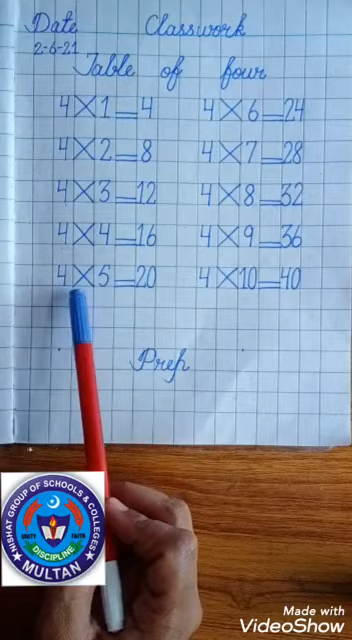 Date Classwork
2-6-21
Table of four
4×1=4 4×6=24
4×2=8 4×7=28
4×3=12 4×8=32
4×4=16 4×9=36
4×5=20 4×10=40
Prep
NISHAT GROUP OF SCHOOLS & COLLEGES
UNITY FAITH
DISCIPLINE
★ MULTAN ★
Made with
VideoShow